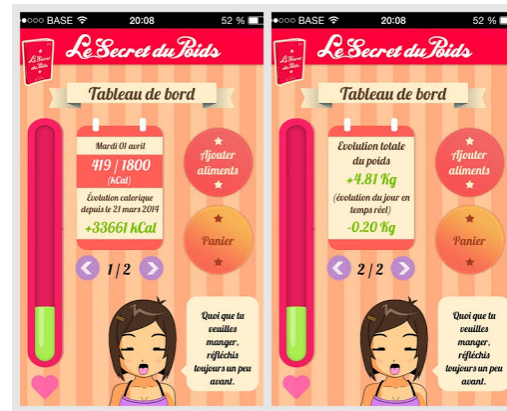 BASE 20:08 52 %
Le Secret du Poids
Tableau de bord
Mardi 01 avril
419 / 1800
(kCal)
Évolution calorique
depuis le 21 mars 2014
+33661 kCal
Ajouter
aliments
Panier
1 / 2
Quoi que tu
veuilles
manger,
réfléchis
toujours un peu
avant.
BASE 20:08 52 %
Le Secret du Poids
Tableau de bord
Evolution totale
du poids
+4.81 Kg
(évolution du jour en
temps réel)
-0.20 Kg
Ajouter
aliments
Panier
2 / 2
Quoi que tu
veuilles
manger,
réfléchis
toujours un peu
avant.